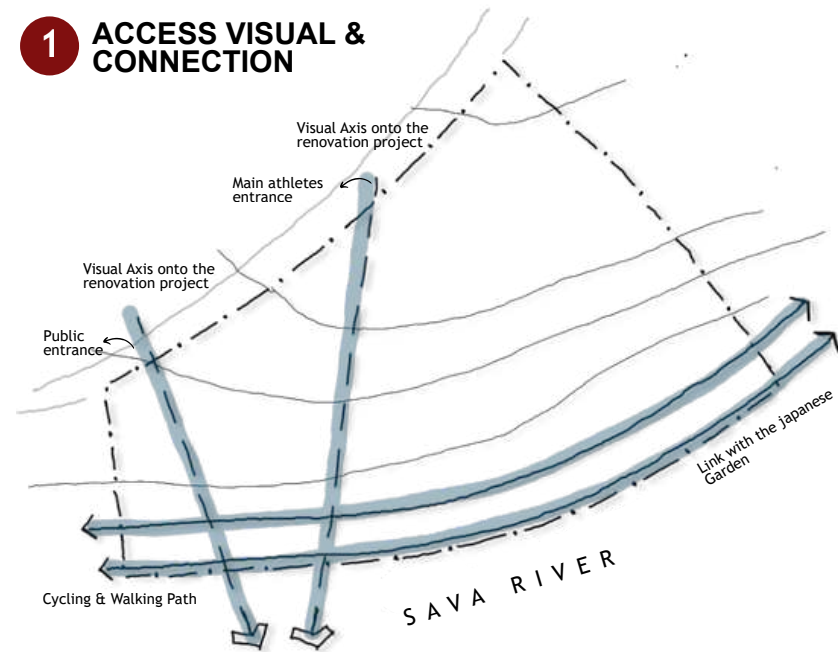 1
ACCESS VISUAL &
CONNECTION
Visual Axis onto the
renovation project
Main athletes
entrance
Visual Axis onto the
renovation project
Public
entrance
Link with the japanese
Garden
Cycling & Walking Path
SAVA RIVER